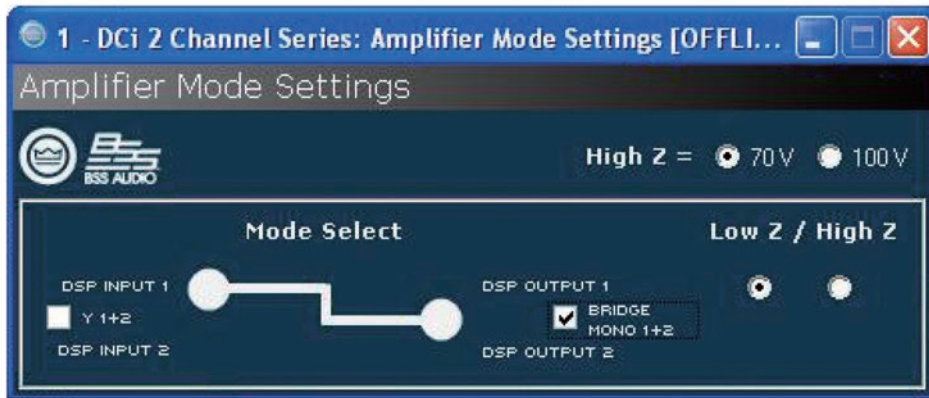 1 - DCi 2 Channel Series: Amplifier Mode Settings [OFFLI...
Amplifier Mode Settings
BSS AUDIO
High Z = 70V 100V
Mode Select
Low Z / High Z
DSP INPUT 1
Y 1+2
DSP INPUT 2
DSP OUTPUT 1
BRIDGE
MONO 1+2
DSP OUTPUT 2